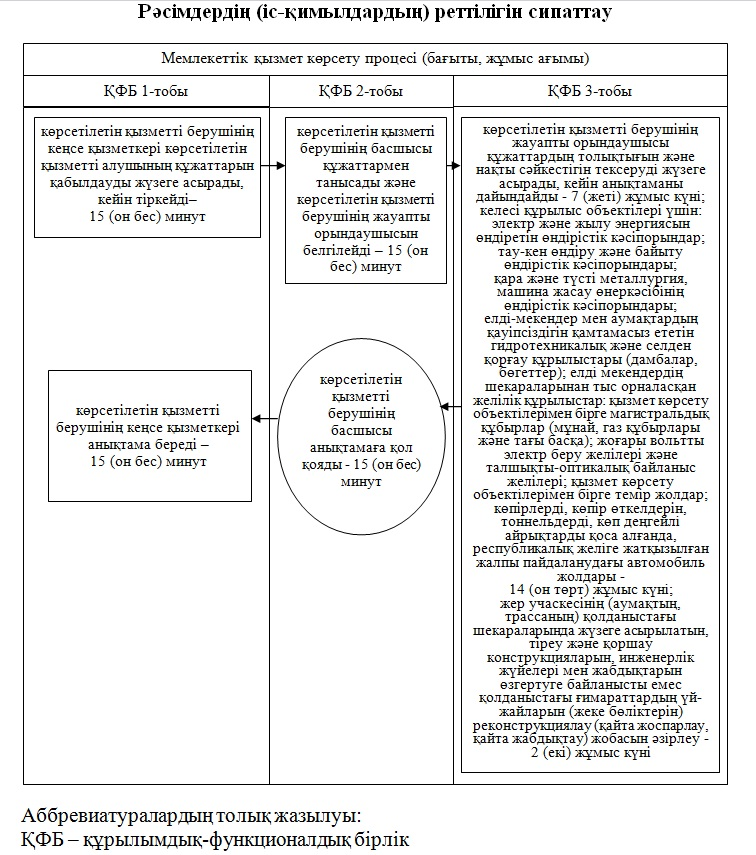 Рәсімдердің (іс-қимылдардың) реттілігін сипаттау
Мемлекеттік қызмет көрсету процесі (бағыты, жұмыс ағымы)
ҚФБ 1-тобы
ҚФБ 2-тобы
ҚФБ 3-тобы
көрсетілетін қызметті берушінің
кеңсе қызметкері көрсетілетін
қызметті алушының құжаттарын
қабылдауды жүзеге асырады,
кейін тіркейді–
15 (он бес) минут
көрсетілетін қызметті
берушінің басшысы
құжаттармен
танысады және
көрсетілетін қызметті
берушінің жауапты
орындаушысын
белгілейді – 15 (он
бес) минут
көрсетілетін қызметті берушінің
жауапты орындаушысы
құжаттардың толықтығын және
нақты сәйкестігін тексеруді жүзеге
асырады, кейін анықтаманы
дайындайды - 7 (жеті) жұмыс күні;
келесі құрылыс объектілері үшін:
электр және жылу энергиясын
өндіретін өндірістік кәсіпорындар;
тау-кен өндіру және байыту
өндірістік кәсіпорындары;
қара және түсті металлургия,
машина жасау өнеркәсібінің
өндірістік кәсіпорындары;
елді-мекендер мен аумақтардың
қауіпсіздігін қамтамасыз ететін
гидротехникалық және селден
қорғау құрылыстары (дамбалар,
бөгеттер); елді мекендердің
шекараларынан тыс орналасқан
желілік құрылыстар: қызмет көрсету
объектілерімен бірге магистральдық
құбырлар (мұнай, газ құбырлары
және тағы басқа); жоғары вольтты
электр беру желілері және
талшықты-оптикалық байланыс
желілері; қызмет көрсету
объектілерімен бірге темір жолдар;
көпірлерді, көпір өткелдерін,
тоннельдерді, көп деңгейлі
айрықтарды қоса алғанда,
республикалық желіге жатқызылған
жалпы пайдаланудағы автомобиль
жолдары -
14 (он төрт) жұмыс күні;
жер учаскесінің (аумақтың,
трассаның) қолданыстағы
шекараларында жүзеге асырылатын,
тіреу және қоршау
конструкцияларын, инженерлік
жүйелері мен жабдықтарын
өзгертуге байланысты емес
қолданыстағы ғимараттардың үй-
жайларын (жеке бөліктерін)
реконструкциялау (қайта жоспарлау,
қайта жабдықтау) жобасын әзірлеу -
2 (екі) жұмыс күні
көрсетілетін
қызметті
берушінің
басшысы
анықтамаға қол
қояды - 15 (он бес)
минут
көрсетілетін қызметті
берушінің кеңсе қызметкері
анықтама береді –
15 (он бес) минут
Аббревиатуралардың толық жазылуы:
ҚФБ – құрылымдық-функционалдық бірлік